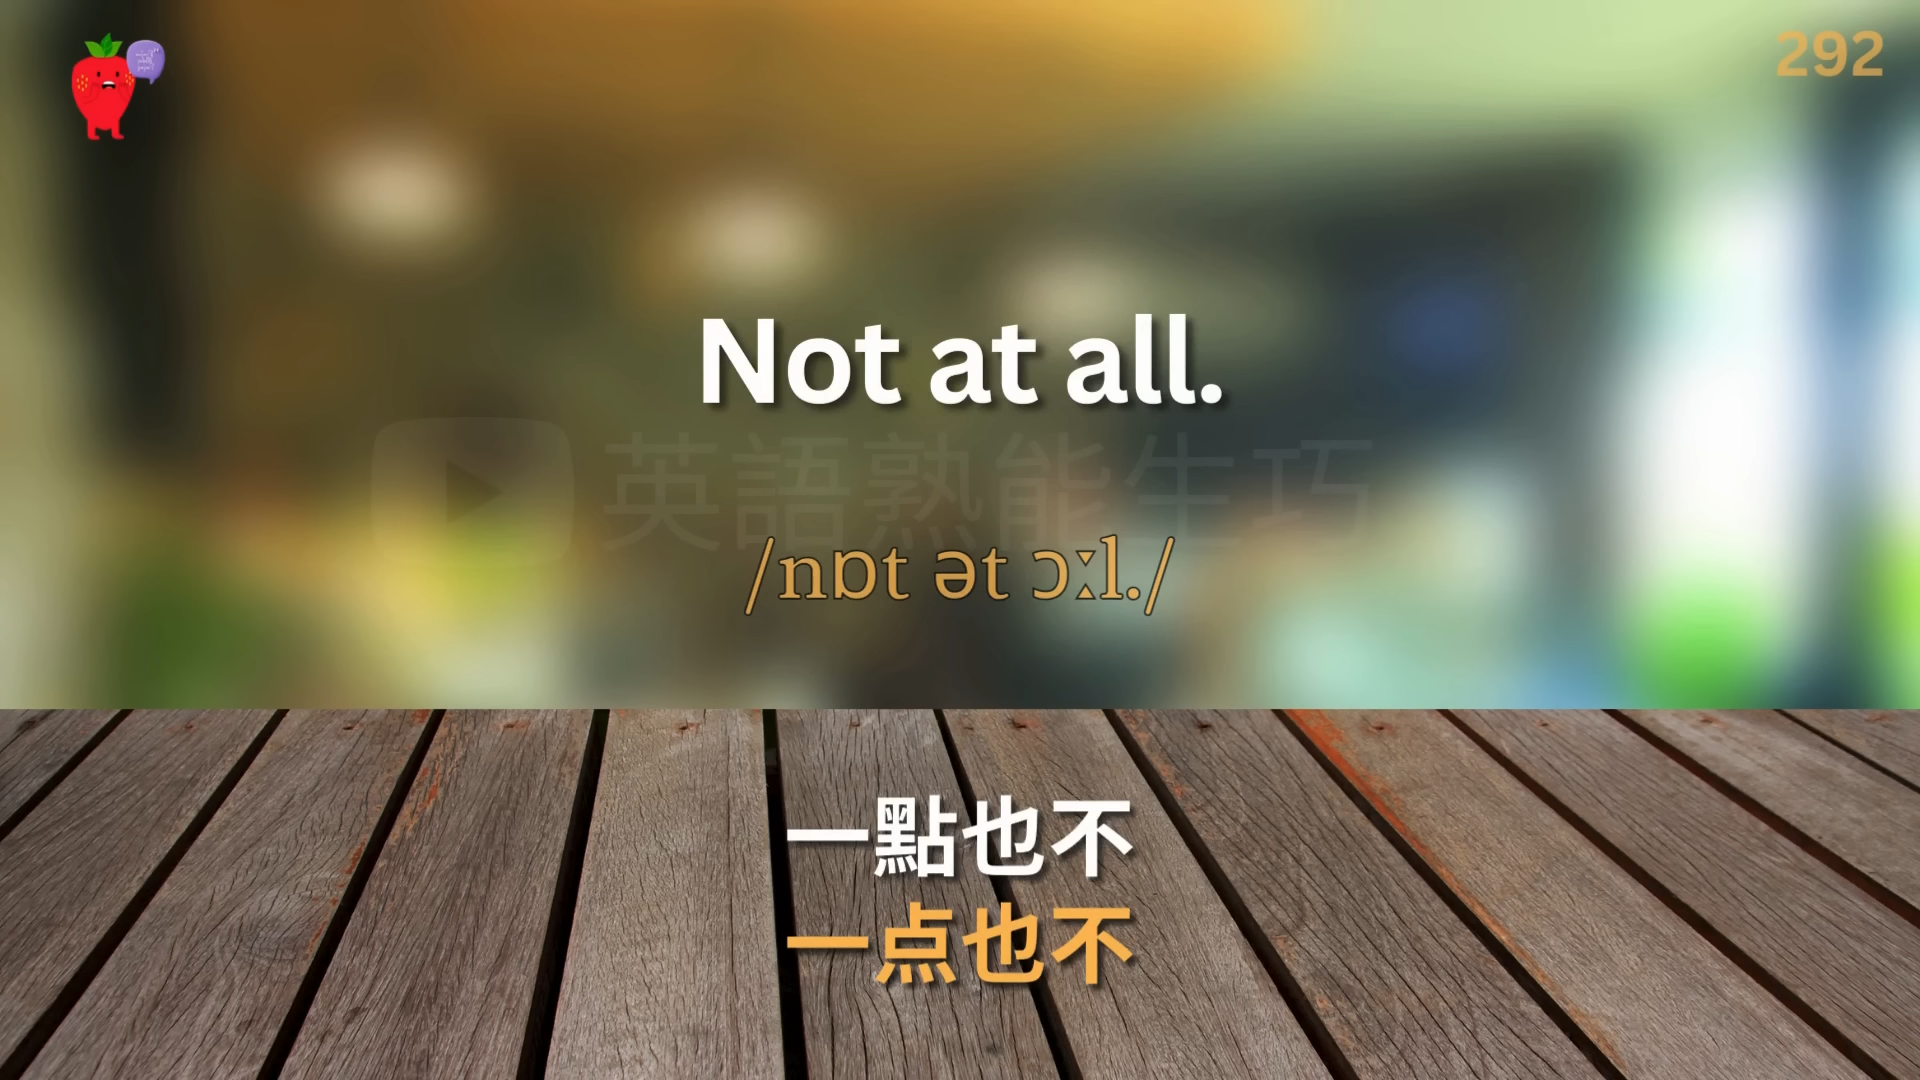 292
Not at all.
英語熟能生巧
/nɒt ət ɔːl./
一點也不
一点也不